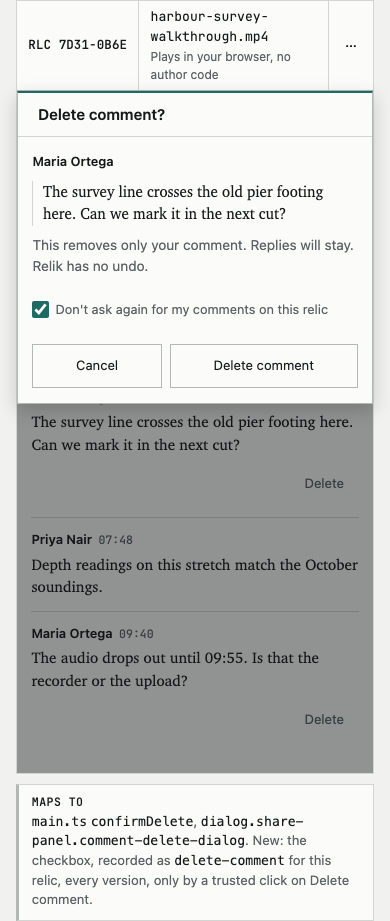 RLC 7D31-0B6E
harbour-survey-
walkthrough.mp4
Plays in your browser, no
author code
...
Delete comment?
Maria Ortega
The survey line crosses the old pier footing
here. Can we mark it in the next cut?
This removes only your comment. Replies will stay.
Relik has no undo.
Don't ask again for my comments on this relic
Cancel
Delete comment
The survey line crosses the old pier footing here.
Can we mark it in the next cut?
Delete
Priya Nair 07:48
Depth readings on this stretch match the October
soundings.
Maria Ortega 09:40
The audio drops out until 09:55. Is that the
recorder or the upload?
Delete
MAPS TO
main.ts confirmDelete, dialog.share-
panel.comment-delete-dialog. New: the
checkbox, recorded as delete-comment for this
relic, every version, only by a trusted click on Delete
comment.